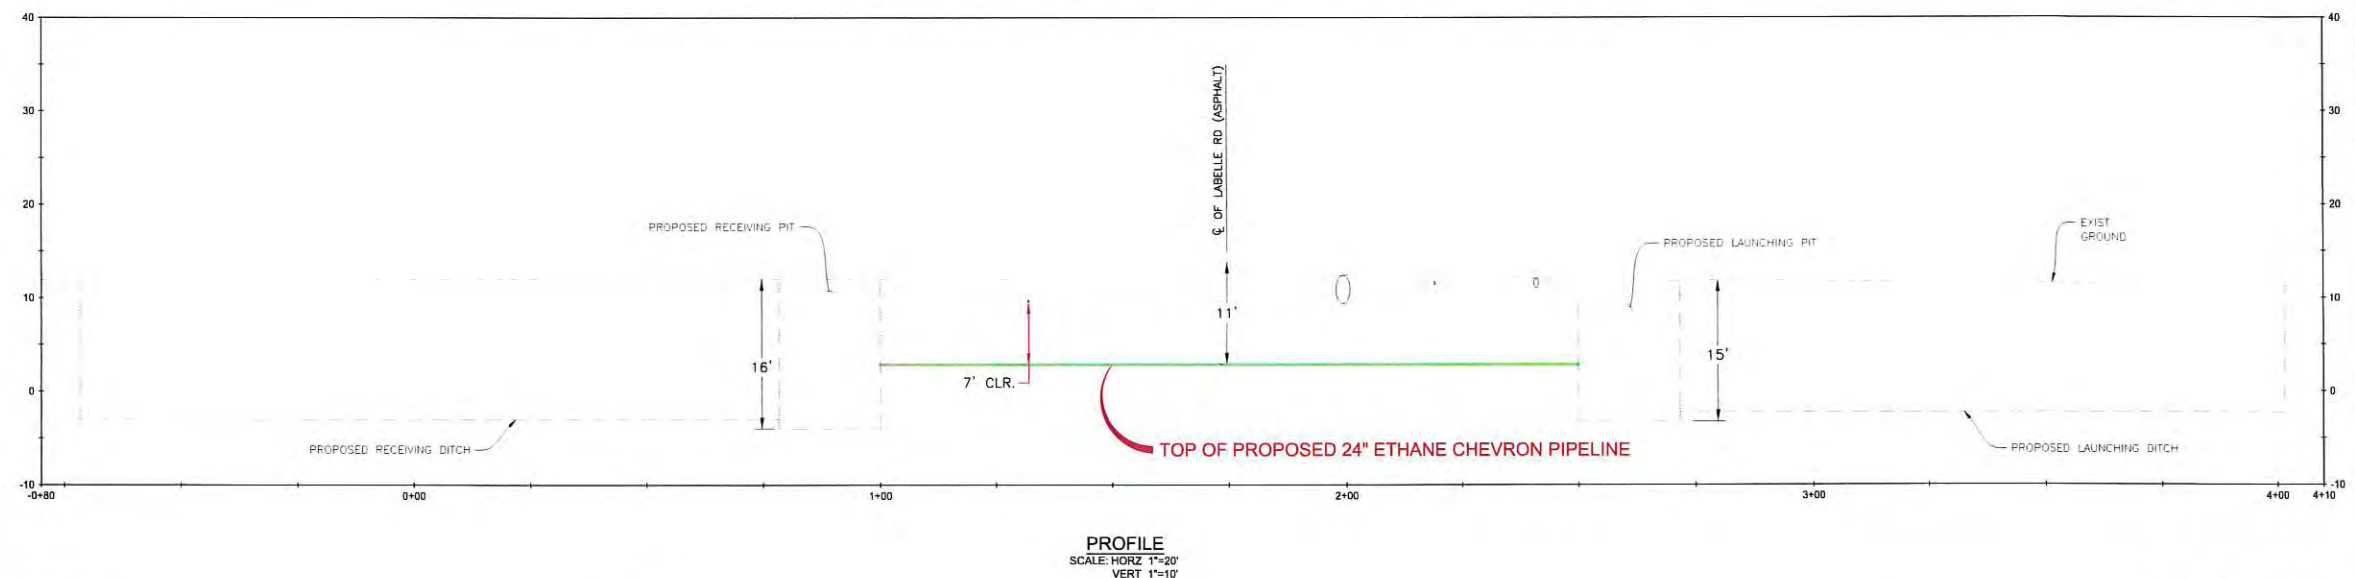 40
40
30
30
℄ OF LABELLE RD (ASPHALT)
20
20
PROPOSED RECEIVING PIT
EXIST
GROUND
PROPOSED LAUNCHING PIT
10
10
11'
16'
15'
7' CLR.
0
0
PROPOSED RECEIVING DITCH
TOP OF PROPOSED 24" ETHANE CHEVRON PIPELINE
PROPOSED LAUNCHING DITCH
-10
-10
-0+80
0+00
1+00
2+00
3+00
4+00
4+10
PROFILE
SCALE: HORZ 1"=20'
VERT 1"=10'